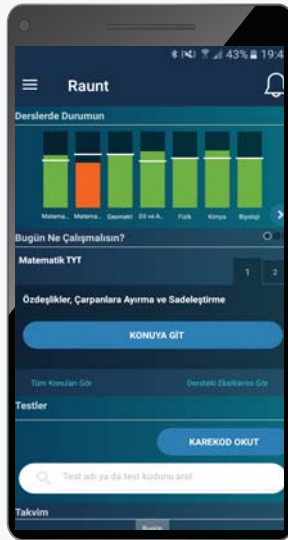 43% 19:4
Raunt
Derslerde Durumun
Matema... Matema... Geometri Dil ve A... Fizik Kimya Biyoloji
Bugün Ne Çalışmalısın?
Matematik TYT
1 2
Özdeşlikler, Çarpanlara Ayırma ve Sadeleştirme
KONUYA GİT
Tüm Konuları Gör Dersteki Eksiklerini Gör
Testler
KAREKOD OKUT
Test adı ya da test kodunu arat
Takvim
Bugün